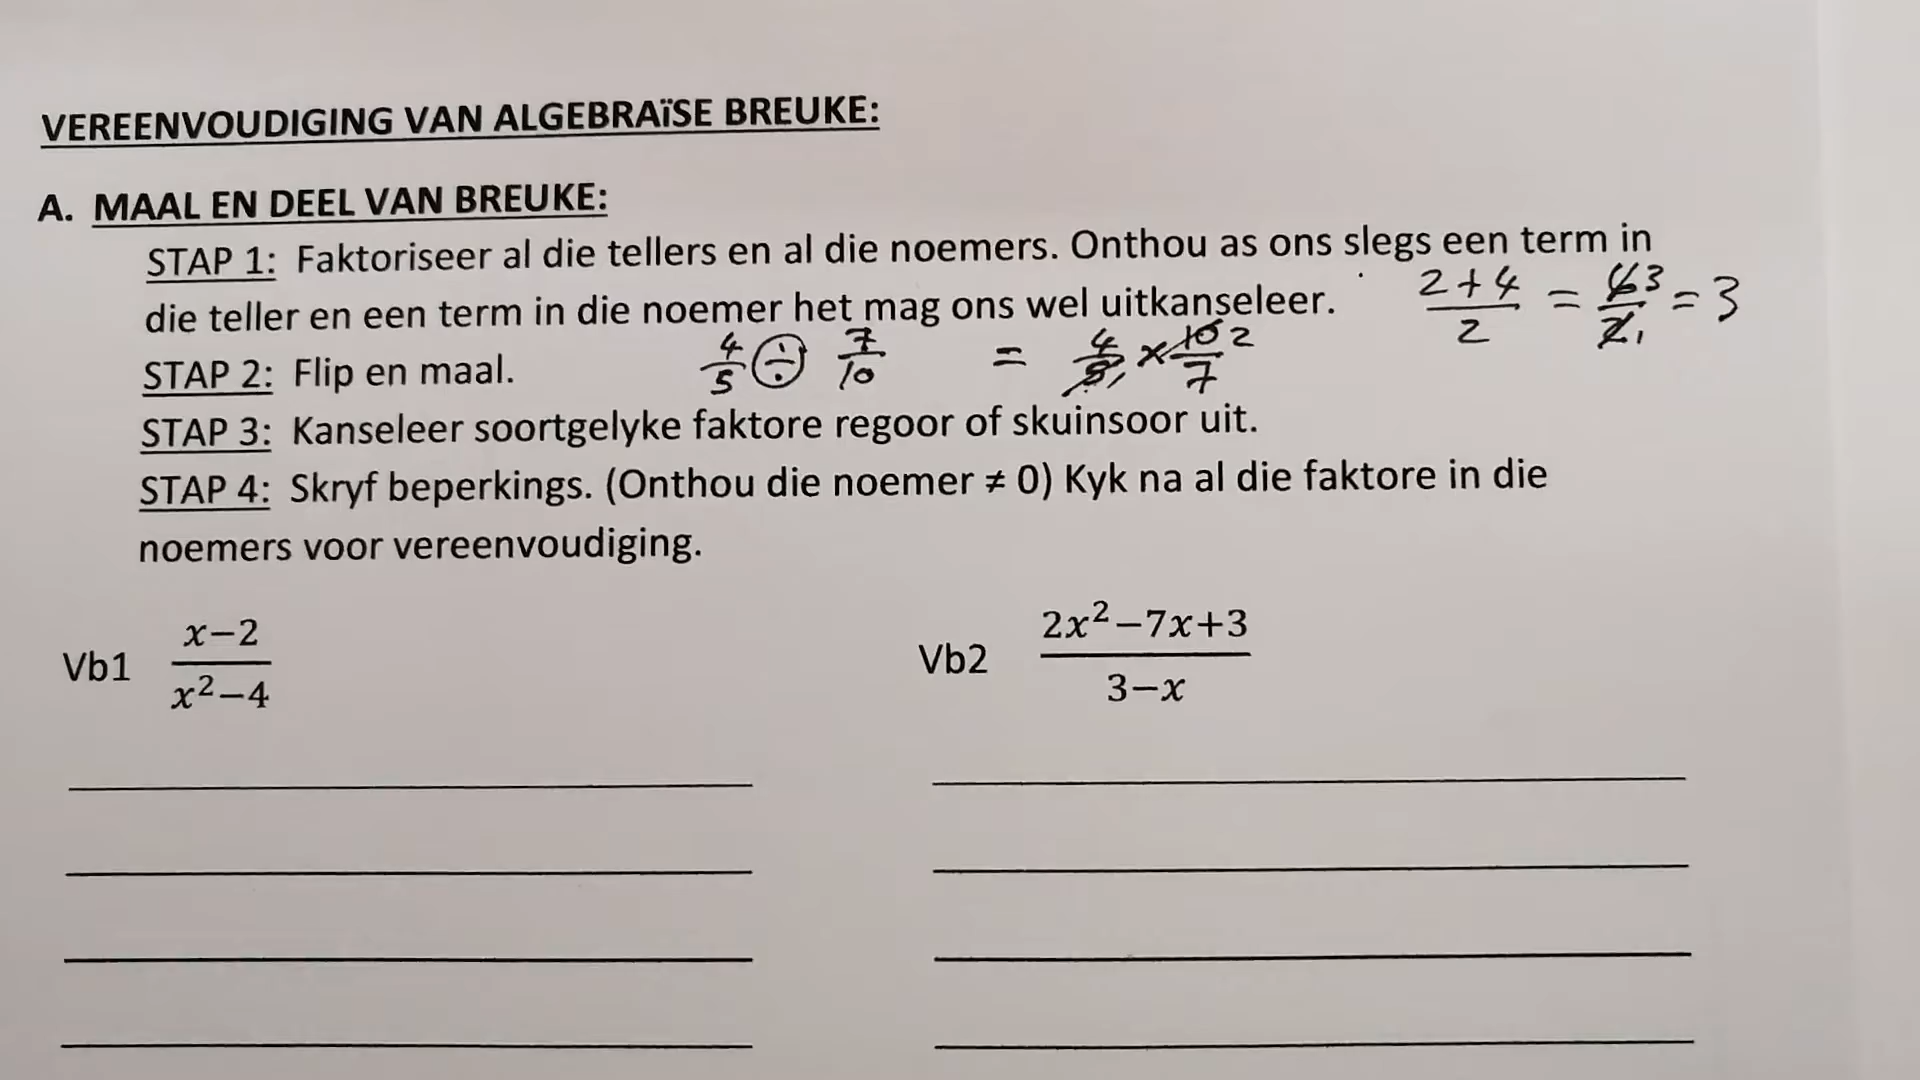 VEREENVOUDIGING VAN ALGEBRAïSE BREUKE:
A. MAAL EN DEEL VAN BREUKE:
STAP 1: Faktoriseer al die tellers en al die noemers. Onthou as ons slegs een term in
die teller en een term in die noemer het mag ons wel uitkanseleer. (2+4)/2 = 6 3/2 1 = 3
STAP 2: Flip en maal. 4/5 ÷ 7/10 = 4/5 1 × 10 2/7
STAP 3: Kanseleer soortgelyke faktore regoor of skuinsoor uit.
STAP 4: Skryf beperkings. (Onthou die noemer ≠ 0) Kyk na al die faktore in die
noemers voor vereenvoudiging.
Vb1 (x−2)/(x²−4) Vb2 (2x²−7x+3)/(3−x)